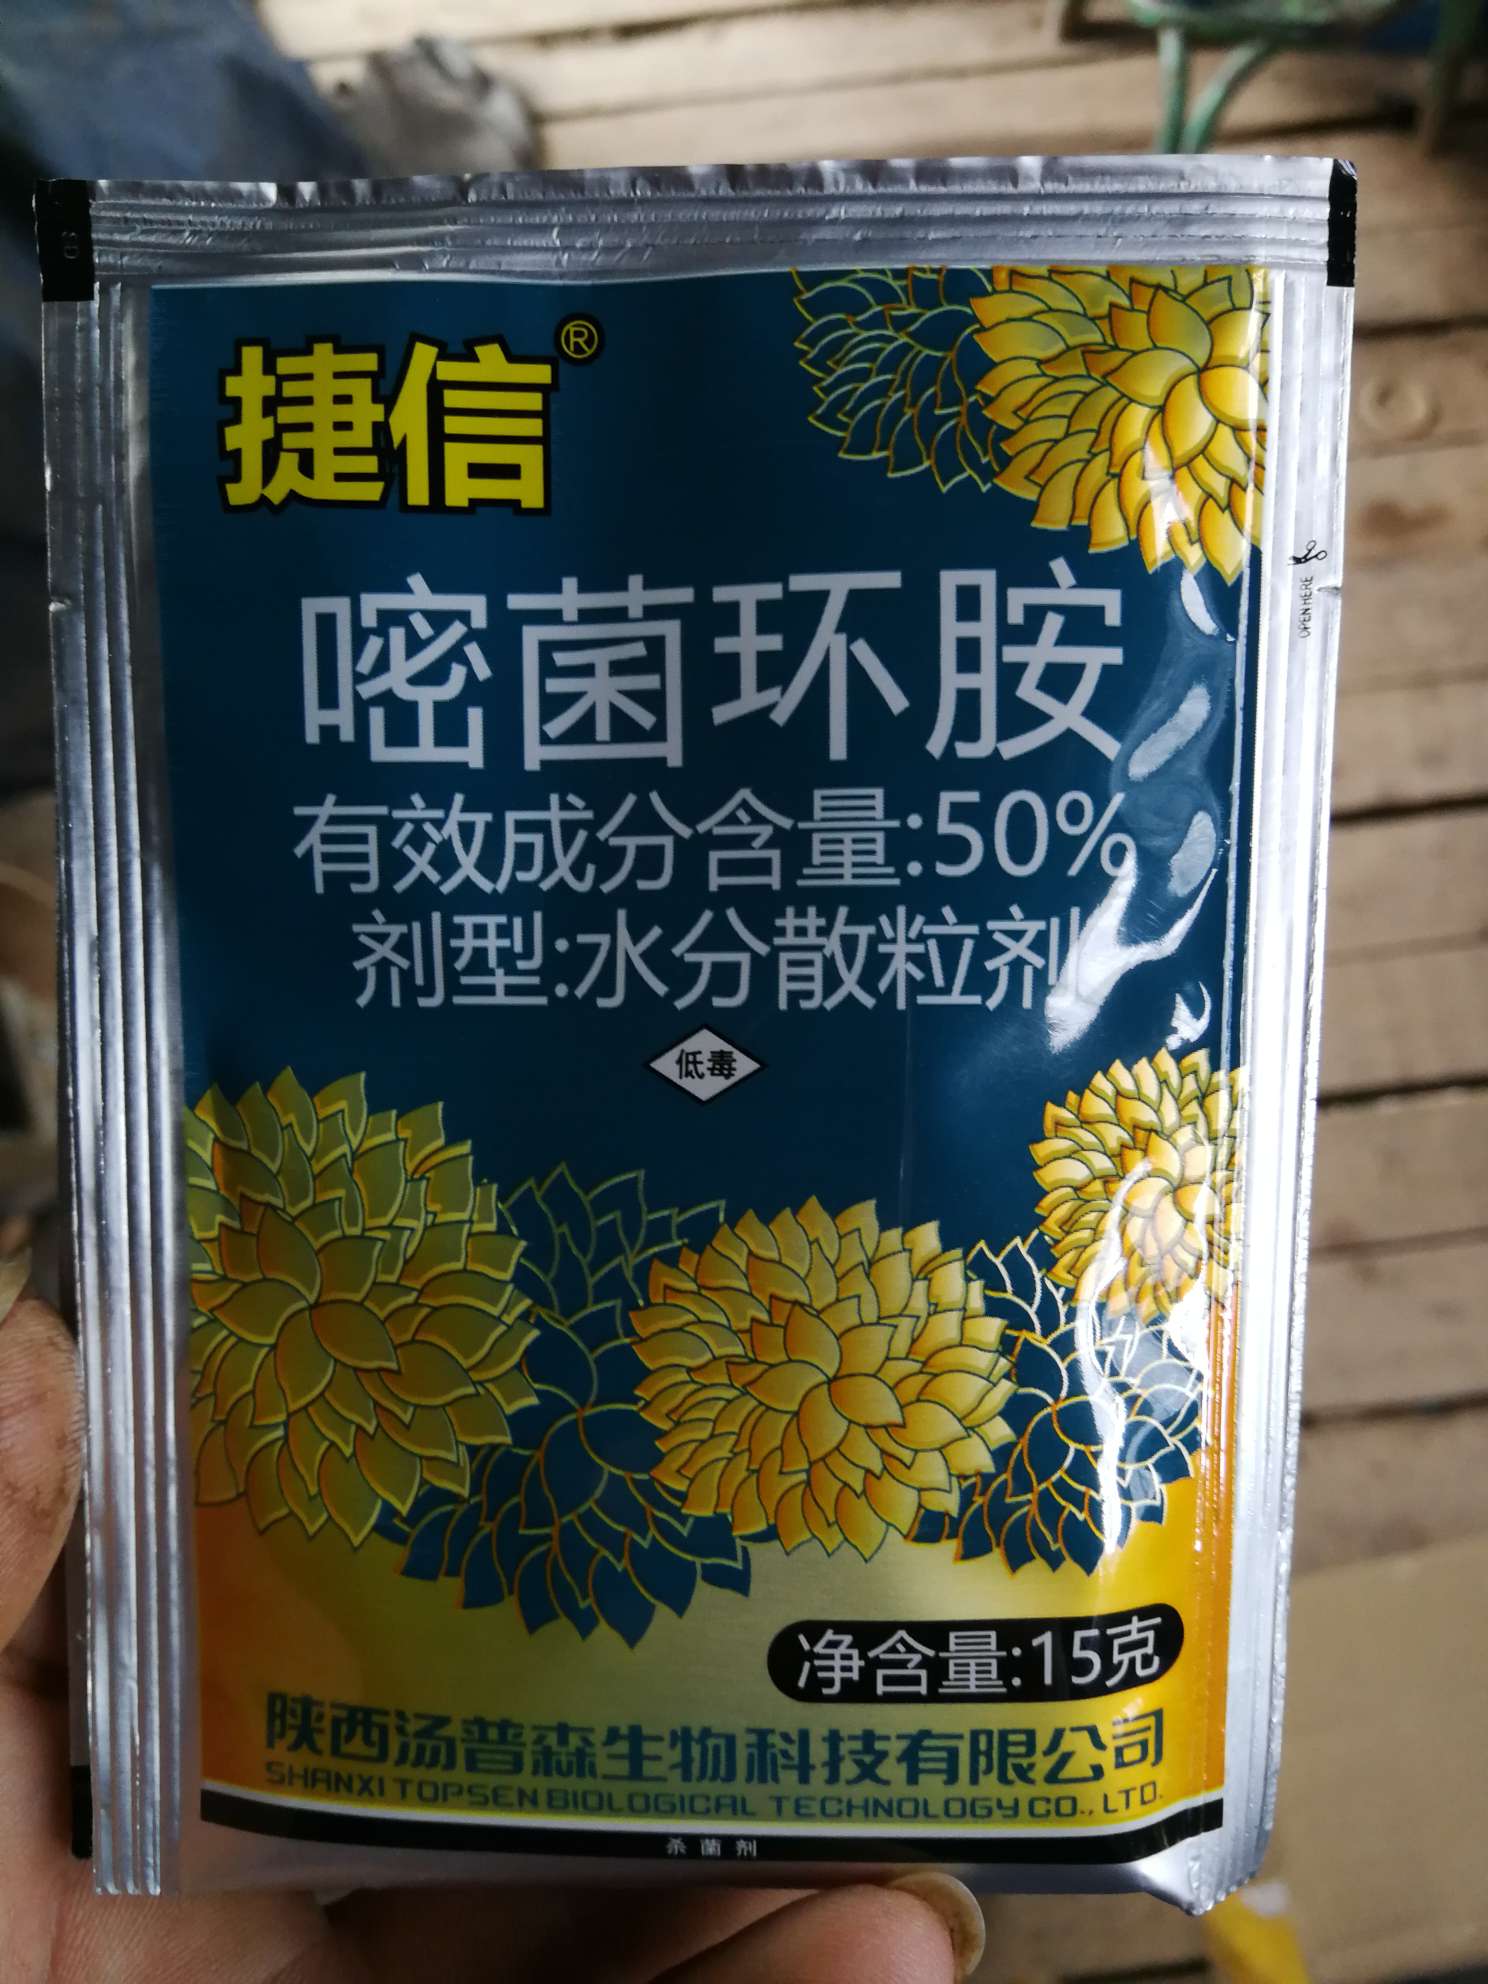 捷信®
嘧菌环胺
有效成分含量:50%
剂型:水分散粒剂
低毒
OPEN HERE
净含量:15克
陕西汤普森生物科技有限公司
SHANXI TOPSEN BIOLOGICAL TECHNOLOGY CO., LTD.
杀菌剂